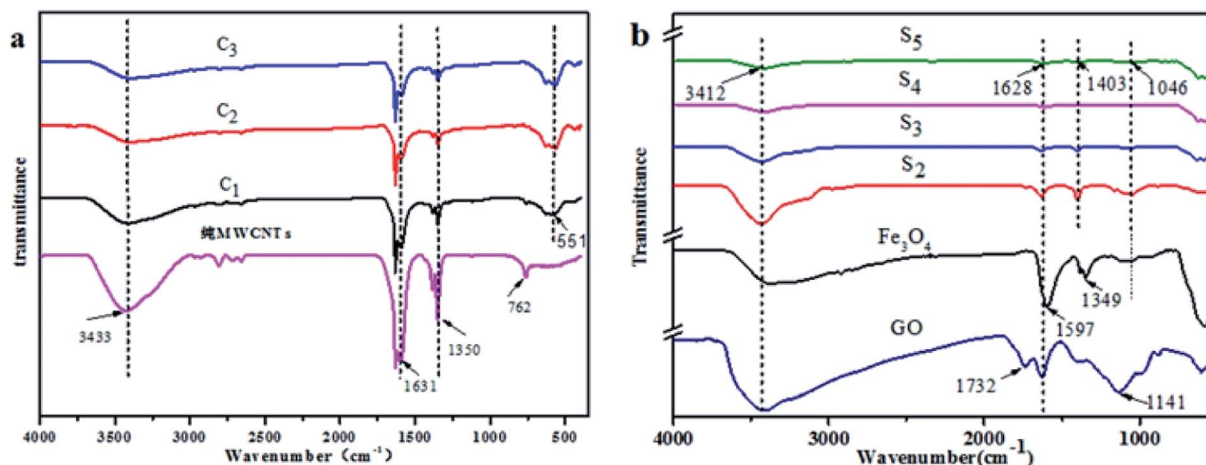 a
C3
C2
C1
纯MWCNTs
551
762
3433
1350
1631
transmittance
4000 3500 3000 2500 2000 1500 1000 500
Wavenumber (cm-1)
b
S5
3412
1628
1403
1046
S4
S3
S2
Fe3O4
1349
1597
GO
1732
1141
Transmittance
4000 3000 2000 1000
Wavenumber(cm-1)